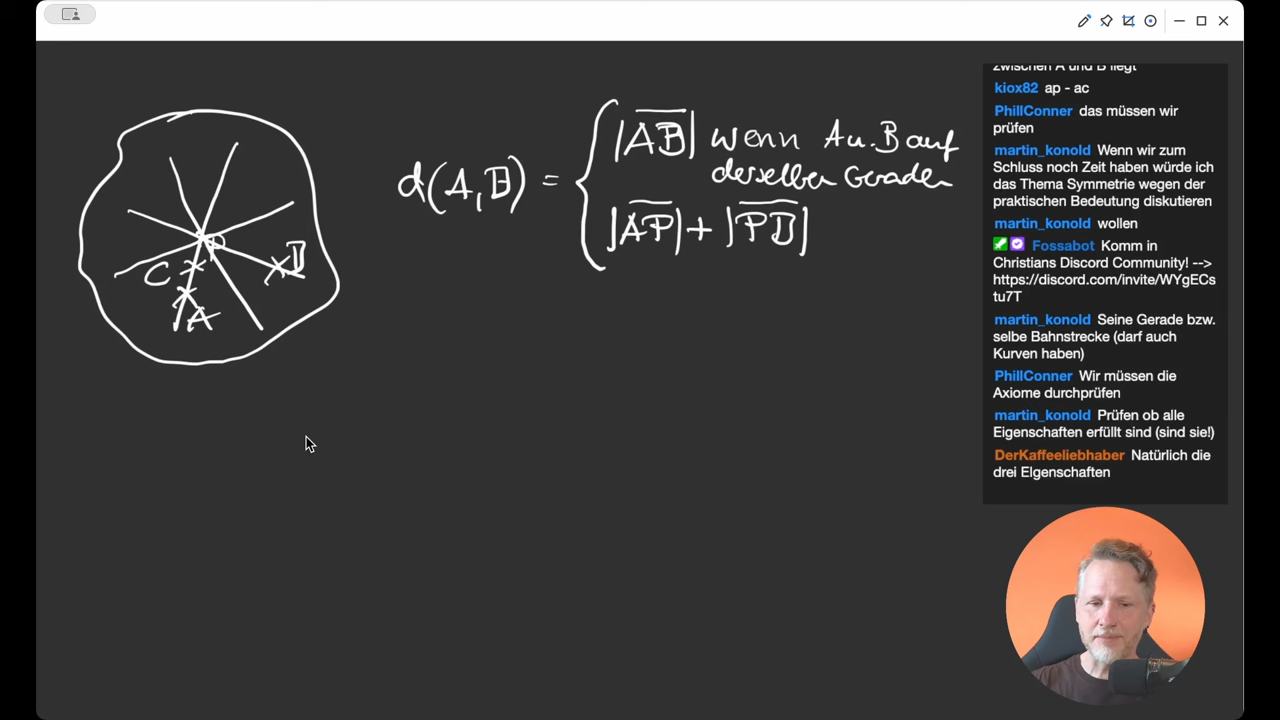 d(A,B) = { |AB| wenn A u. B auf
derselben Geraden
|AP| + |PB|
P
B
C
A
zwischen A und B liegt
kiox82 ap - ac
PhillConner das müssen wir
prüfen
martin_konold Wenn wir zum
Schluss noch Zeit haben würde ich
das Thema Symmetrie wegen der
praktischen Bedeutung diskutieren
martin_konold wollen
Fossabot Komm in
Christians Discord Community! -->
https://discord.com/invite/WYgECs
tu7T
martin_konold Seine Gerade bzw.
selbe Bahnstrecke (darf auch
Kurven haben)
PhillConner Wir müssen die
Axiome durchprüfen
martin_konold Prüfen ob alle
Eigenschaften erfüllt sind (sind sie!)
DerKaffeeliebhaber Natürlich die
drei EIgenschaften